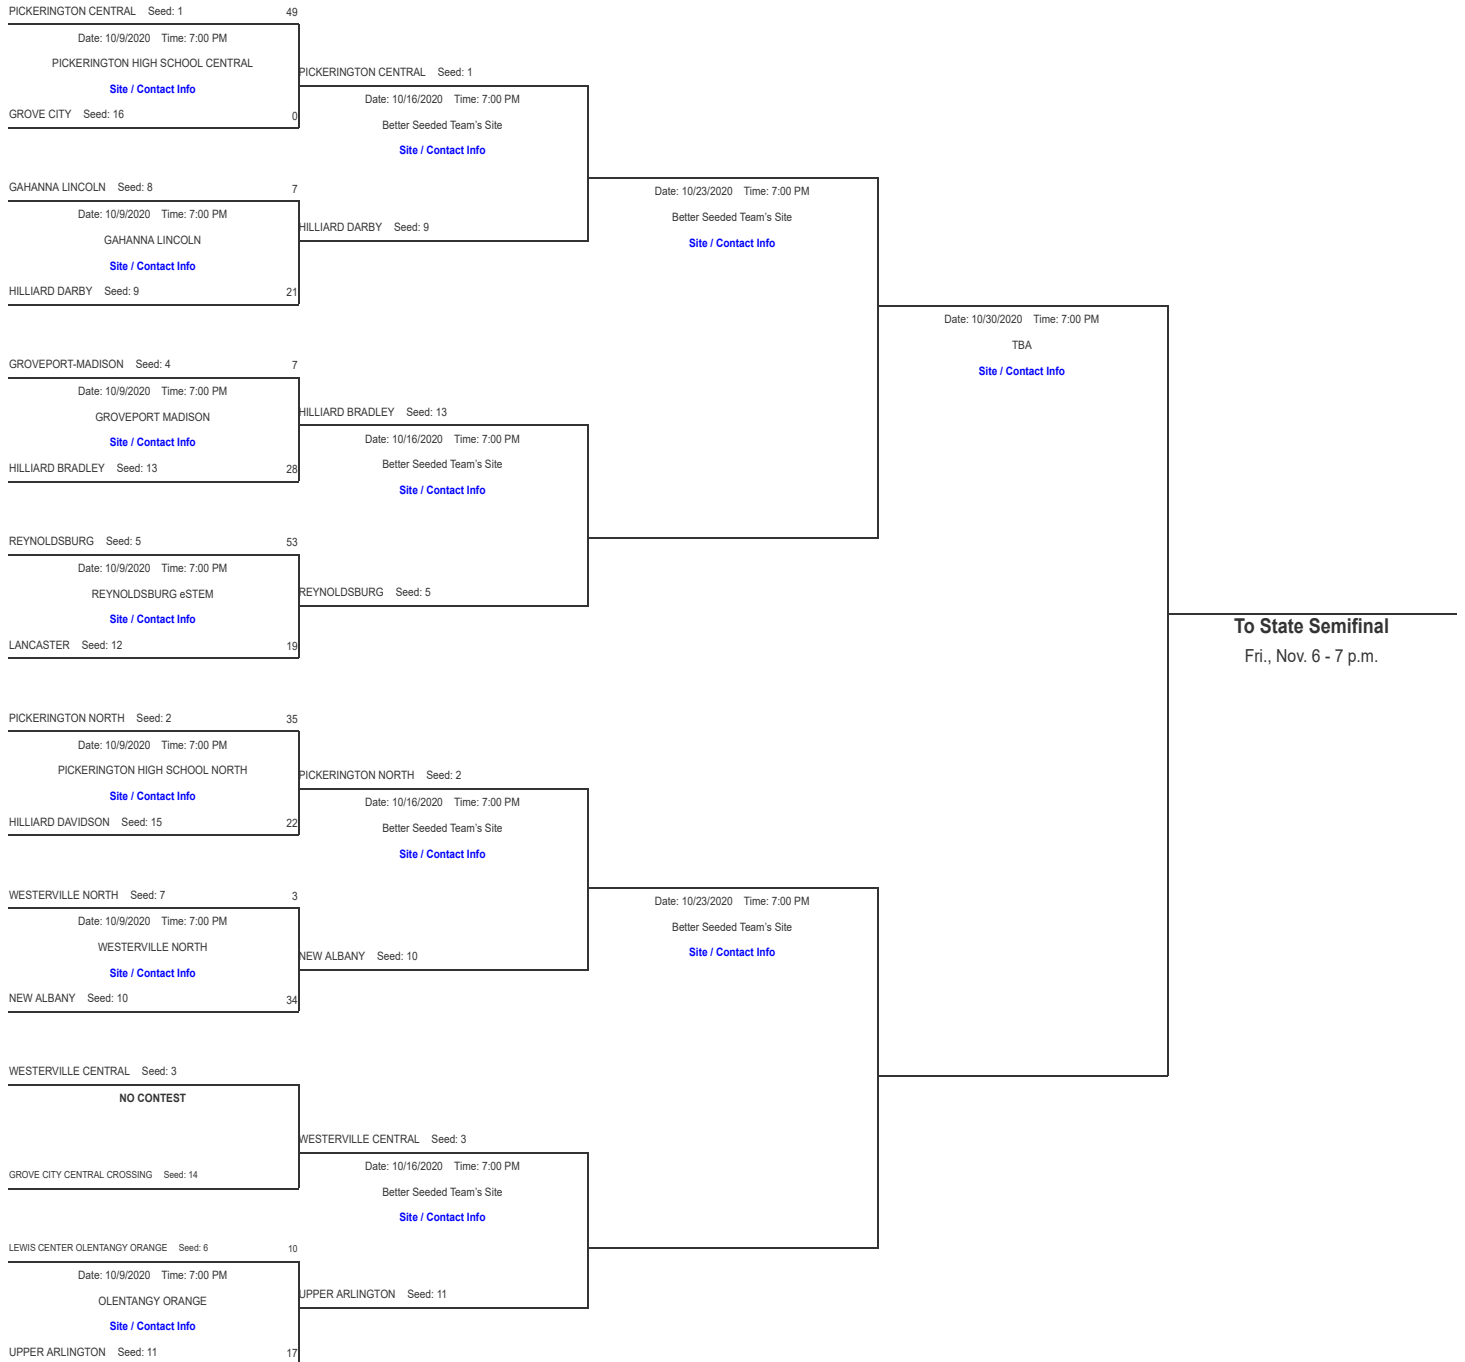 PICKERINGTON CENTRAL Seed: 1 49
Date: 10/9/2020 Time: 7:00 PM
PICKERINGTON HIGH SCHOOL CENTRAL
Site / Contact Info
GROVE CITY Seed: 16 0
GAHANNA LINCOLN Seed: 8 7
Date: 10/9/2020 Time: 7:00 PM
GAHANNA LINCOLN
Site / Contact Info
HILLIARD DARBY Seed: 9 21
GROVEPORT-MADISON Seed: 4 7
Date: 10/9/2020 Time: 7:00 PM
GROVEPORT MADISON
Site / Contact Info
HILLIARD BRADLEY Seed: 13 28
REYNOLDSBURG Seed: 5 53
Date: 10/9/2020 Time: 7:00 PM
REYNOLDSBURG eSTEM
Site / Contact Info
LANCASTER Seed: 12 19
PICKERINGTON NORTH Seed: 2 35
Date: 10/9/2020 Time: 7:00 PM
PICKERINGTON HIGH SCHOOL NORTH
Site / Contact Info
HILLIARD DAVIDSON Seed: 15 22
WESTERVILLE NORTH Seed: 7 3
Date: 10/9/2020 Time: 7:00 PM
WESTERVILLE NORTH
Site / Contact Info
NEW ALBANY Seed: 10 34
WESTERVILLE CENTRAL Seed: 3
NO CONTEST
GROVE CITY CENTRAL CROSSING Seed: 14
LEWIS CENTER OLENTANGY ORANGE Seed: 6 10
Date: 10/9/2020 Time: 7:00 PM
OLENTANGY ORANGE
Site / Contact Info
UPPER ARLINGTON Seed: 11 17
PICKERINGTON CENTRAL Seed: 1
Date: 10/16/2020 Time: 7:00 PM
Better Seeded Team's Site
Site / Contact Info
HILLIARD DARBY Seed: 9
HILLIARD BRADLEY Seed: 13
Date: 10/16/2020 Time: 7:00 PM
Better Seeded Team's Site
Site / Contact Info
REYNOLDSBURG Seed: 5
PICKERINGTON NORTH Seed: 2
Date: 10/16/2020 Time: 7:00 PM
Better Seeded Team's Site
Site / Contact Info
NEW ALBANY Seed: 10
WESTERVILLE CENTRAL Seed: 3
Date: 10/16/2020 Time: 7:00 PM
Better Seeded Team's Site
Site / Contact Info
UPPER ARLINGTON Seed: 11
Date: 10/23/2020 Time: 7:00 PM
Better Seeded Team's Site
Site / Contact Info
Date: 10/23/2020 Time: 7:00 PM
Better Seeded Team's Site
Site / Contact Info
Date: 10/30/2020 Time: 7:00 PM
TBA
Site / Contact Info
To State Semifinal
Fri., Nov. 6 - 7 p.m.